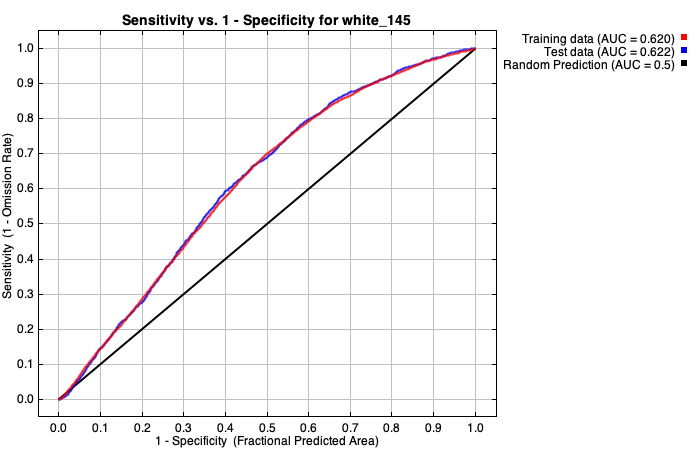 Sensitivity vs. 1 - Specificity for white_145
Training data (AUC = 0.620)
Test data (AUC = 0.622)
Random Prediction (AUC = 0.5)
Sensitivity (1 - Omission Rate)
1.0
0.9
0.8
0.7
0.6
0.5
0.4
0.3
0.2
0.1
0.0
0.0 0.1 0.2 0.3 0.4 0.5 0.6 0.7 0.8 0.9 1.0
1 - Specificity (Fractional Predicted Area)